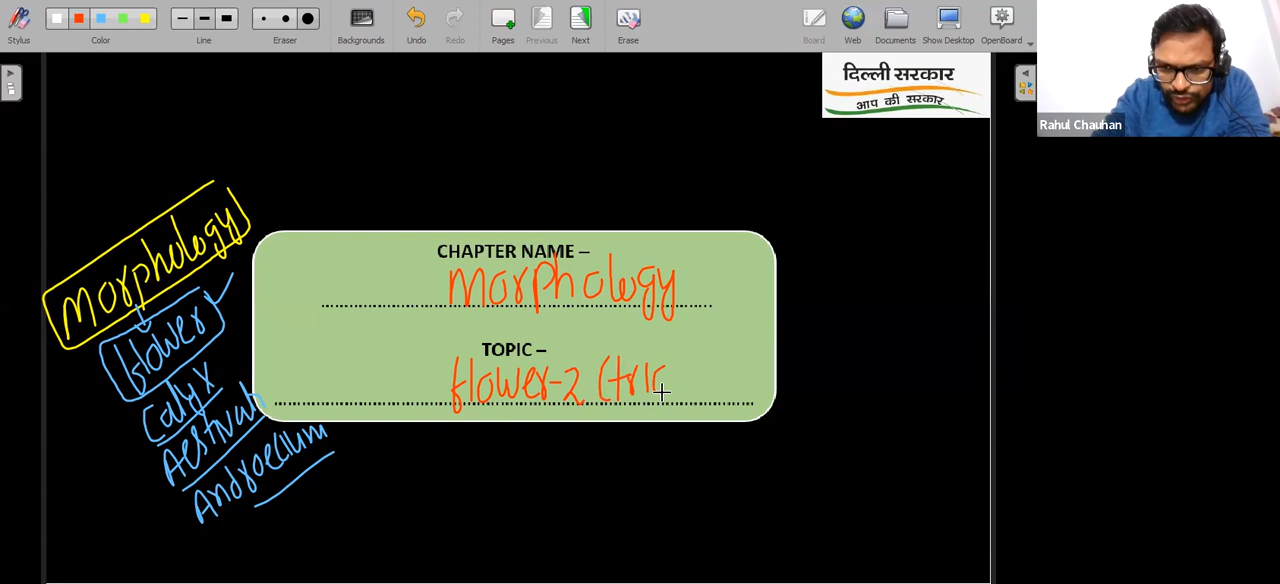 Stylus
Color
Line
Eraser
Backgrounds
Undo
Redo
Pages
Previous
Next
Erase
Board
Web
Documents
Show Desktop
OpenBoard
दिल्ली सरकार
आप की सरकार
Rahul Chauhan
Morphology
flower
Calyx
Androecium
CHAPTER NAME –
Morphology
TOPIC –
flower-2 (tric